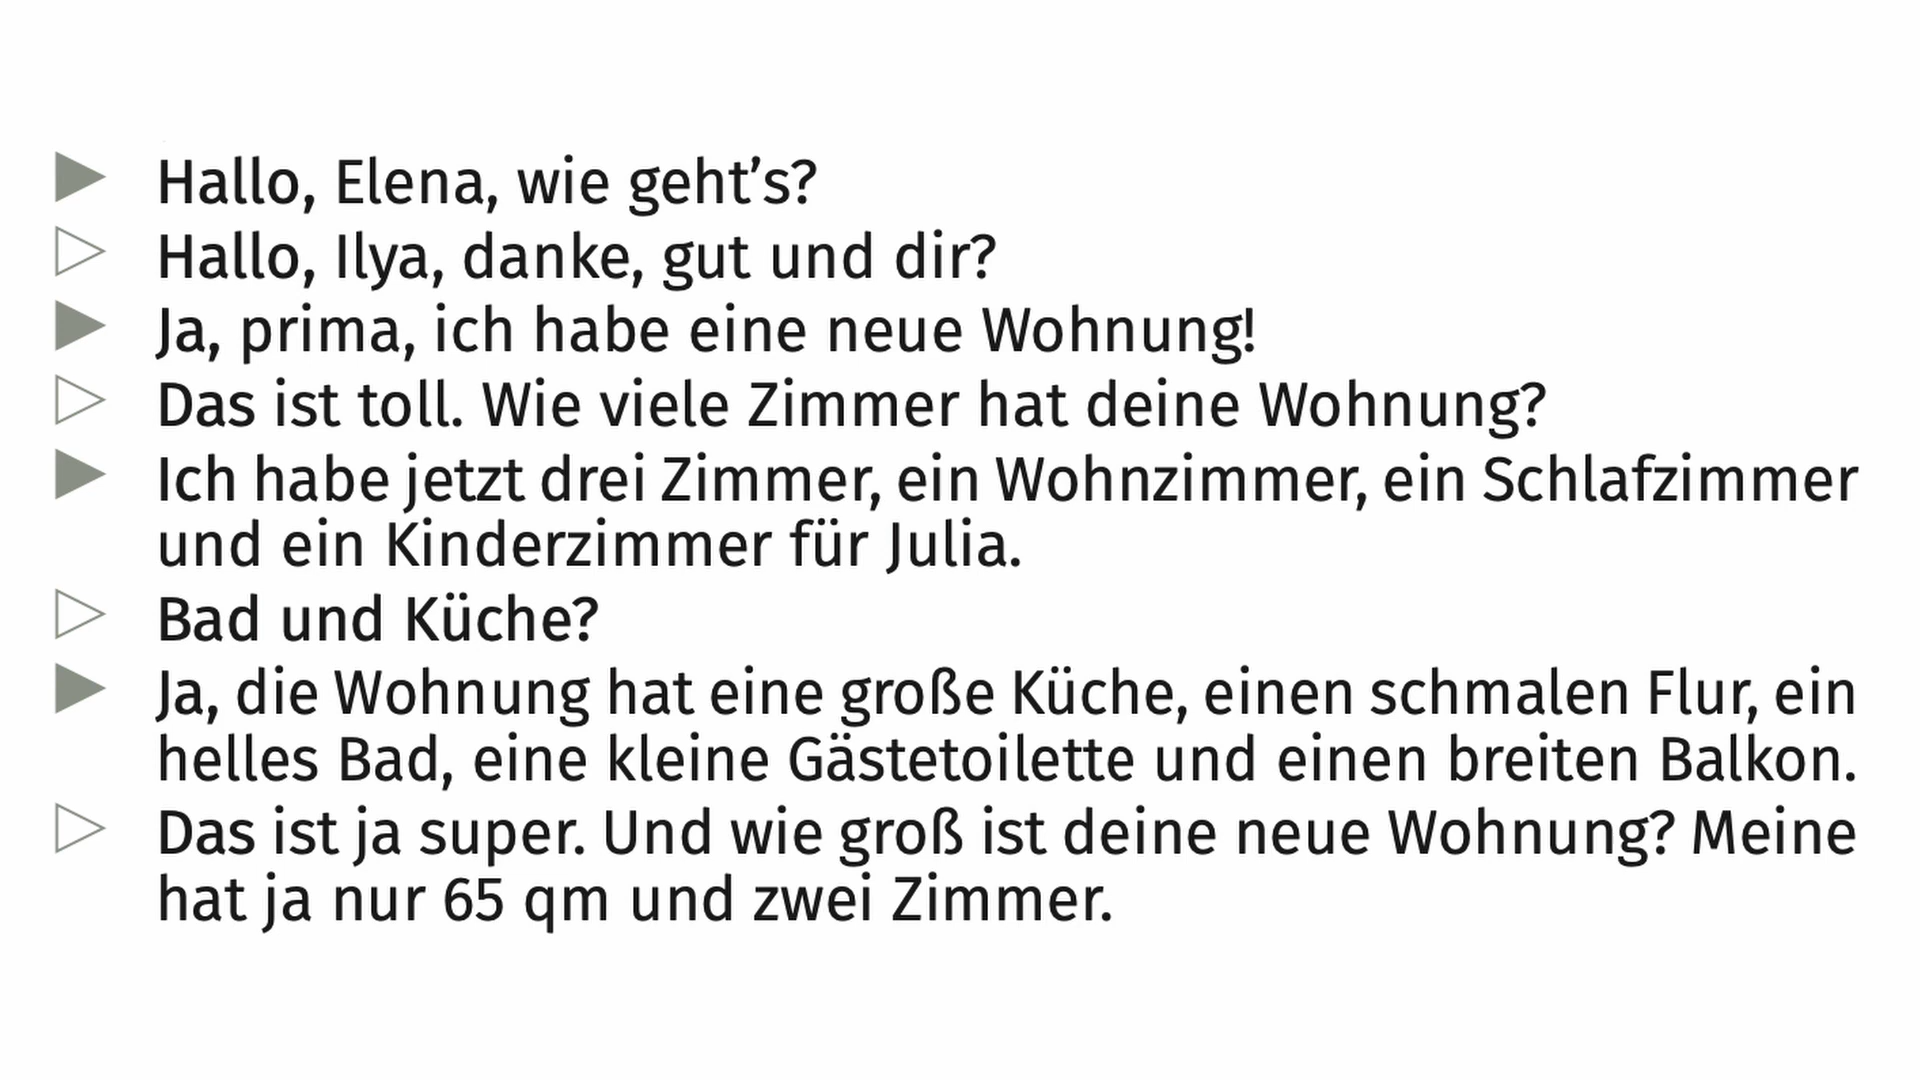 Hallo, Elena, wie geht’s?
Hallo, Ilya, danke, gut und dir?
Ja, prima, ich habe eine neue Wohnung!
Das ist toll. Wie viele Zimmer hat deine Wohnung?
Ich habe jetzt drei Zimmer, ein Wohnzimmer, ein Schlafzimmer
und ein Kinderzimmer für Julia.
Bad und Küche?
Ja, die Wohnung hat eine große Küche, einen schmalen Flur, ein
helles Bad, eine kleine Gästetoilette und einen breiten Balkon.
Das ist ja super. Und wie groß ist deine neue Wohnung? Meine
hat ja nur 65 qm und zwei Zimmer.